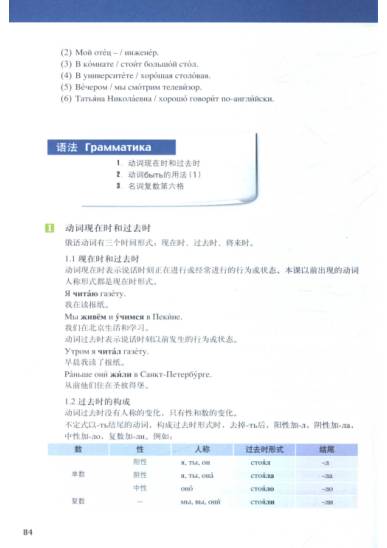 (2) Мой оте́ц – / инжене́р.
(3) В ко́мнате / стои́т большо́й стол.
(4) В университе́те / хоро́шая столо́вая.
(5) Ве́чером / мы смо́трим телеви́зор.
(6) Татья́на Никола́евна / хорошо́ говори́т по-англи́йски.
语法 Грамматика
1. 动词现在时和过去时
2. 动词быть的用法（1）
3. 名词复数第六格
1 动词现在时和过去时
俄语动词有三个时间形式：现在时、过去时、将来时。
1.1 现在时和过去时
动词现在时表示说话时刻正在进行或经常进行的行为或状态。本课以前出现的动词
人称形式都是现在时形式。
Я чита́ю газе́ту.
我在读报纸。
Мы живём и у́чимся в Пеки́не.
我们在北京生活和学习。
动词过去时表示说话时刻以前发生的行为或状态。
У́тром я чита́л газе́ту.
早晨我读了报纸。
Ра́ньше они́ жи́ли в Санкт-Петербу́рге.
从前他们住在圣彼得堡。
1.2 过去时的构成
动词过去时没有人称的变化，只有性和数的变化。
不定式以-ть结尾的动词，构成过去时形式时，去掉-ть后，阳性加-л，阴性加-ла，
中性加-ло，复数加-ли。例如：
数 性 人称 过去时形式 结尾
单数 阳性 я, ты, он стоя́л -л
阴性 я, ты, она́ стоя́ла -ла
中性 оно́ стоя́ло -ло
复数 – мы, вы, они́ стоя́ли -ли
84